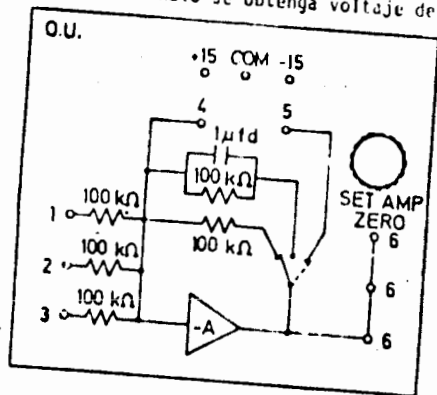 se obtenga voltaje de
O.U.
+15 COM -15
4 5
1µfd
100 kΩ
100 kΩ
1 100 kΩ
2 100 kΩ
3 100 kΩ
-A
SET AMP
ZERO
6
6
6